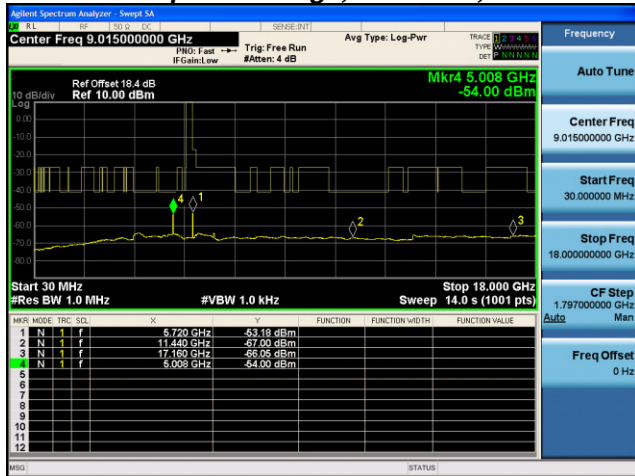 Agilent Spectrum Analyzer - Swept SA
RL RF 50 Ω DC SENSE:INT
Center Freq 9.015000000 GHz
PNO: Fast
IFGain:Low
Trig: Free Run
#Atten: 4 dB
Avg Type: Log-Pwr
TRACE 1 2 3 4 5 6
TYPE
DET P N N N N N
Ref Offset 18.4 dB
10 dB/div Ref 10.00 dBm
Log
Mkr4 5.008 GHz
-54.00 dBm
0.00
-10.0
-20.0
-30.0
-40.0
-50.0
-60.0
-70.0
-80.0
4
1
2
3
Start 30 MHz
#Res BW 1.0 MHz
#VBW 1.0 kHz
Stop 18.000 GHz
Sweep 14.0 s (1001 pts)
MKR MODE TRC SCL X Y FUNCTION FUNCTION WIDTH FUNCTION VALUE
1 N 1 f 5.720 GHz -53.18 dBm
2 N 1 f 11.440 GHz -67.00 dBm
3 N 1 f 17.160 GHz -66.05 dBm
4 N 1 f 5.008 GHz -54.00 dBm
5
6
7
8
9
10
11
12
MSG STATUS
Frequency
Auto Tune
Center Freq
9.015000000 GHz
Start Freq
30.000000 MHz
Stop Freq
18.000000000 GHz
CF Step
1.797000000 GHz
Auto Man
Freq Offset
0 Hz